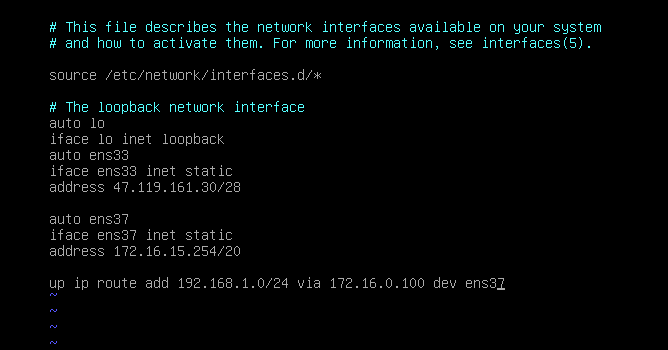 # This file describes the network interfaces available on your system
# and how to activate them. For more information, see interfaces(5).
source /etc/network/interfaces.d/*
# The loopback network interface
auto lo
iface lo inet loopback
auto ens33
iface ens33 inet static
address 47.119.161.30/28
auto ens37
iface ens37 inet static
address 172.16.15.254/20
up ip route add 192.168.1.0/24 via 172.16.0.100 dev ens37
~
~
~
~